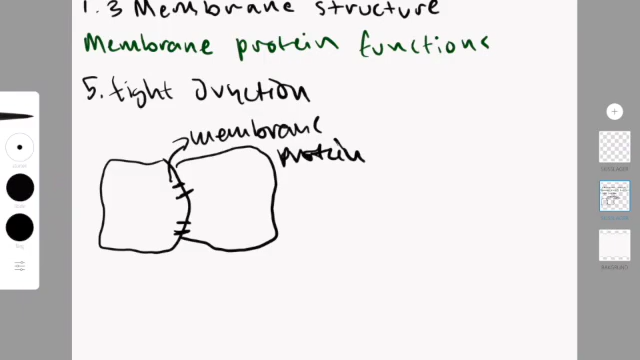 1.3 Membrane structure
Membrane protein functions
5. tight Junction
membrane
protein